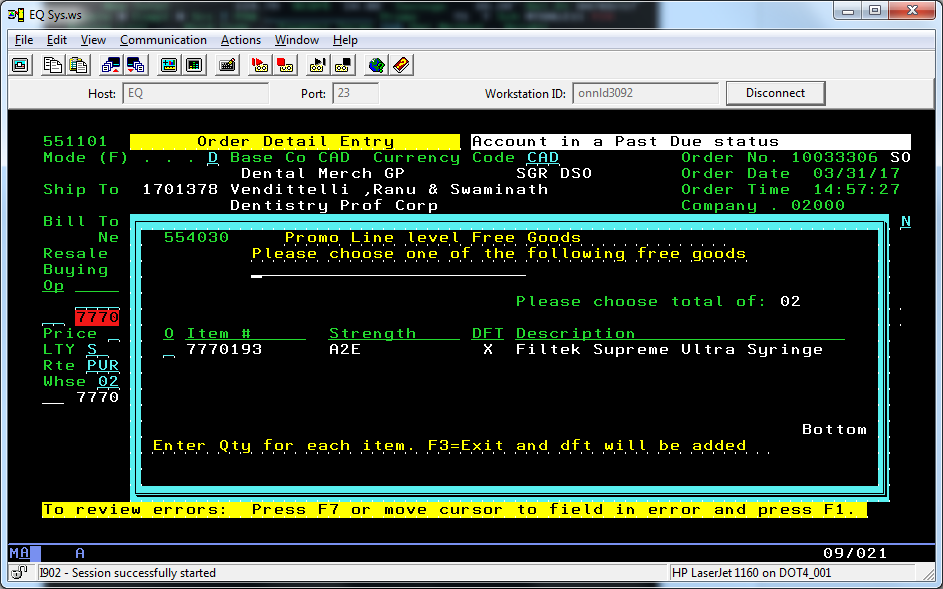 EQ Sys.ws
File Edit View Communication Actions Window Help
Host: EQ Port: 23 Workstation ID: onnld3092 Disconnect
551101 Order Detail Entry Account in a Past Due status
Mode (F) . . . D Base Co CAD Currency Code CAD Order No. 10033306 SO
Dental Merch GP SGR DSO Order Date 03/31/17
Ship To 1701378 Vendittelli ,Ranu & Swaminath Order Time 14:57:27
Dentistry Prof Corp Company . 02000
Bill To N
Ne 554030 Promo Line level Free Goods
Resale Please choose one of the following free goods
Buying
Op
Please choose total of: 02
7770
Price O Item # Strength DFT Description
LTY S 7770193 A2E X Filtek Supreme Ultra Syringe
Rte PUR
Whse 02
7770
Bottom
Enter Qty for each item. F3=Exit and dft will be added
To review errors: Press F7 or move cursor to field in error and press F1.
MA A 09/021
I902 - Session successfully started HP LaserJet 1160 on DOT4_001